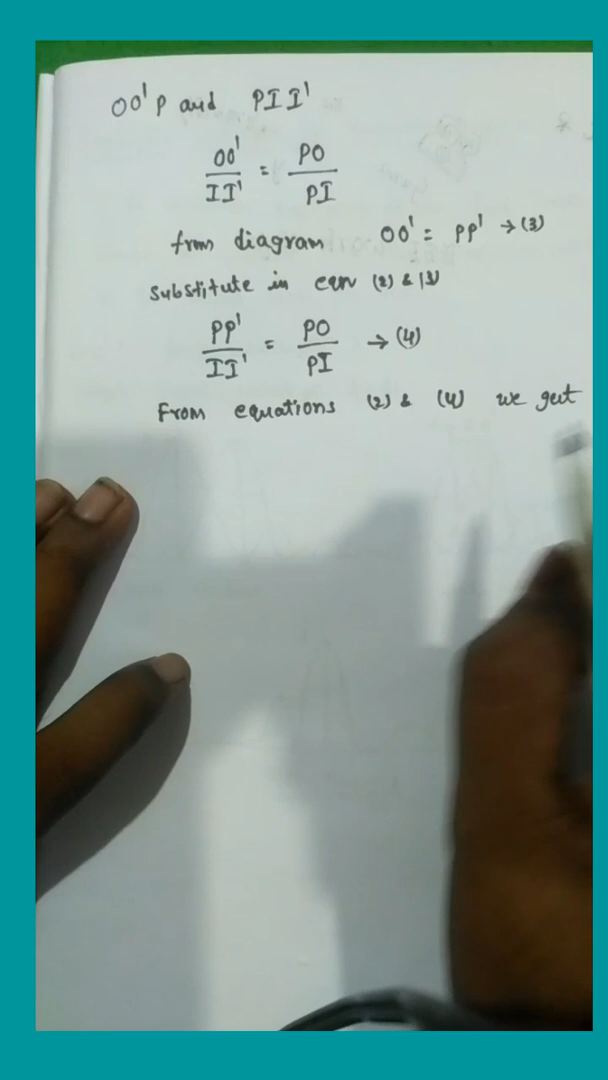 OO'P and PII'
OO'/II' = PO/PI
from diagram OO' = PP' → (3)
Substitute in eqn (2) & (3)
PP'/II' = PO/PI → (4)
From equations (2) & (4) we get